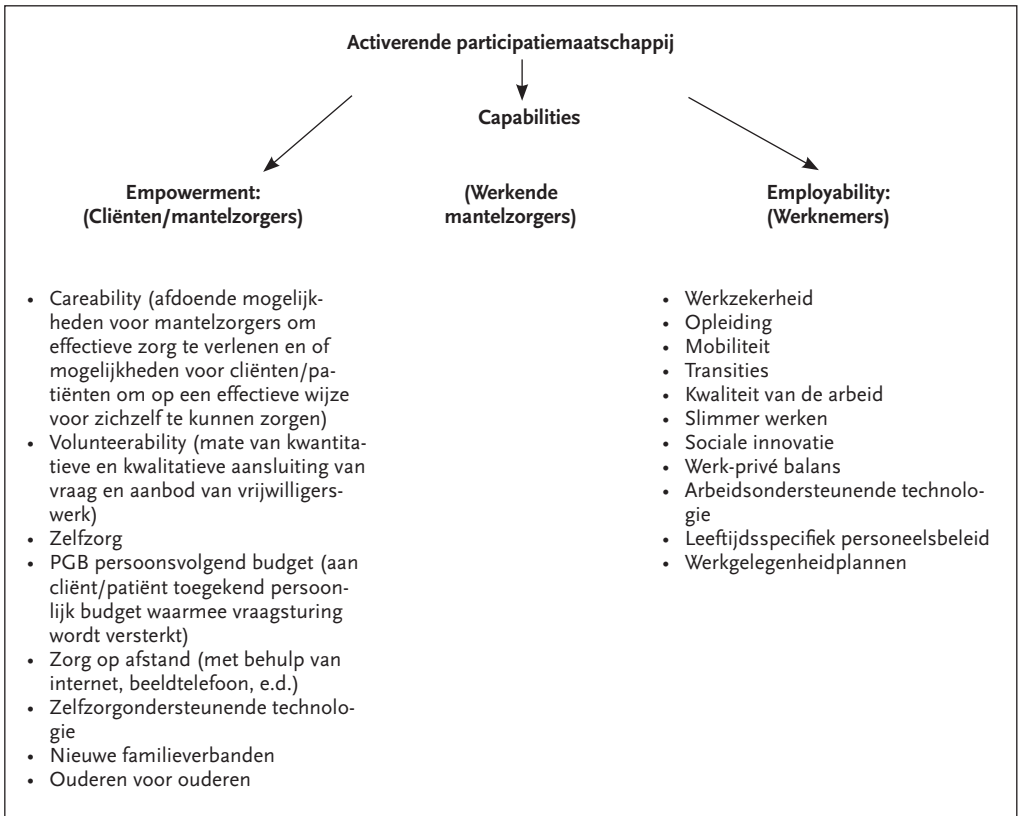 Activerende participatiemaatschappij
Capabilities
Empowerment:
(Cliënten/mantelzorgers)
(Werkende
mantelzorgers)
Employability:
(Werknemers)
• Careability (afdoende mogelijk-
heden voor mantelzorgers om
effectieve zorg te verlenen en of
mogelijkheden voor cliënten/pa-
tiënten om op een effectieve wijze
voor zichzelf te kunnen zorgen)
• Volunteerability (mate van kwantita-
tieve en kwalitatieve aansluiting van
vraag en aanbod van vrijwilligers-
werk)
• Zelfzorg
• PGB persoonsvolgend budget (aan
cliënt/patiënt toegekend persoon-
lijk budget waarmee vraagsturing
wordt versterkt)
• Zorg op afstand (met behulp van
internet, beeldtelefoon, e.d.)
• Zelfzorgondersteunende technolo-
gie
• Nieuwe familieverbanden
• Ouderen voor ouderen
• Werkzekerheid
• Opleiding
• Mobiliteit
• Transities
• Kwaliteit van de arbeid
• Slimmer werken
• Sociale innovatie
• Werk-privé balans
• Arbeidsondersteunende technolo-
gie
• Leeftijdsspecifiek personeelsbeleid
• Werkgelegenheidplannen